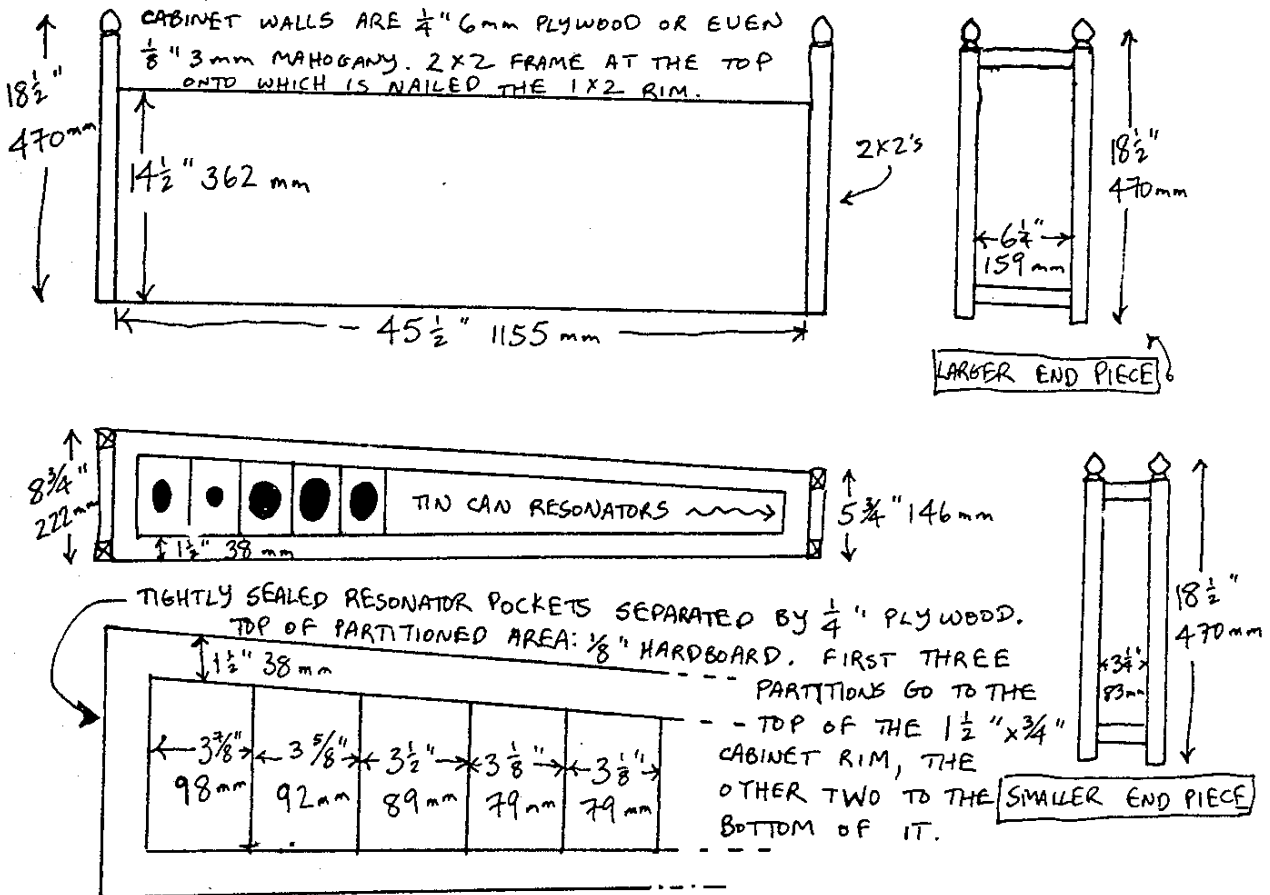 CABINET WALLS ARE 1/4" 6mm PLYWOOD OR EVEN
1/8" 3mm MAHOGANY. 2X2 FRAME AT THE TOP
ONTO WHICH IS NAILED THE 1X2 RIM.
18 1/2"
470mm
14 1/2" 362 mm
45 1/2" 1155 mm
2X2's
6 1/4"
159 mm
18 1/2"
470mm
LARGER END PIECE
8 3/4"
222mm
TIN CAN RESONATORS
1 1/2" 38 mm
5 3/4" 146mm
TIGHTLY SEALED RESONATOR POCKETS SEPARATED BY 1/4" PLYWOOD.
TOP OF PARTITIONED AREA: 1/8" HARDBOARD. FIRST THREE
PARTITIONS GO TO THE
TOP OF THE 1 1/2"x3/4"
CABINET RIM, THE
OTHER TWO TO THE
BOTTOM OF IT.
1 1/2" 38mm
3 7/8"
98mm
3 5/8"
92mm
3 1/2"
89mm
3 1/8"
79mm
3 1/8"
79mm
18 1/2"
470mm
3 1/4"
83mm
SMALLER END PIECE